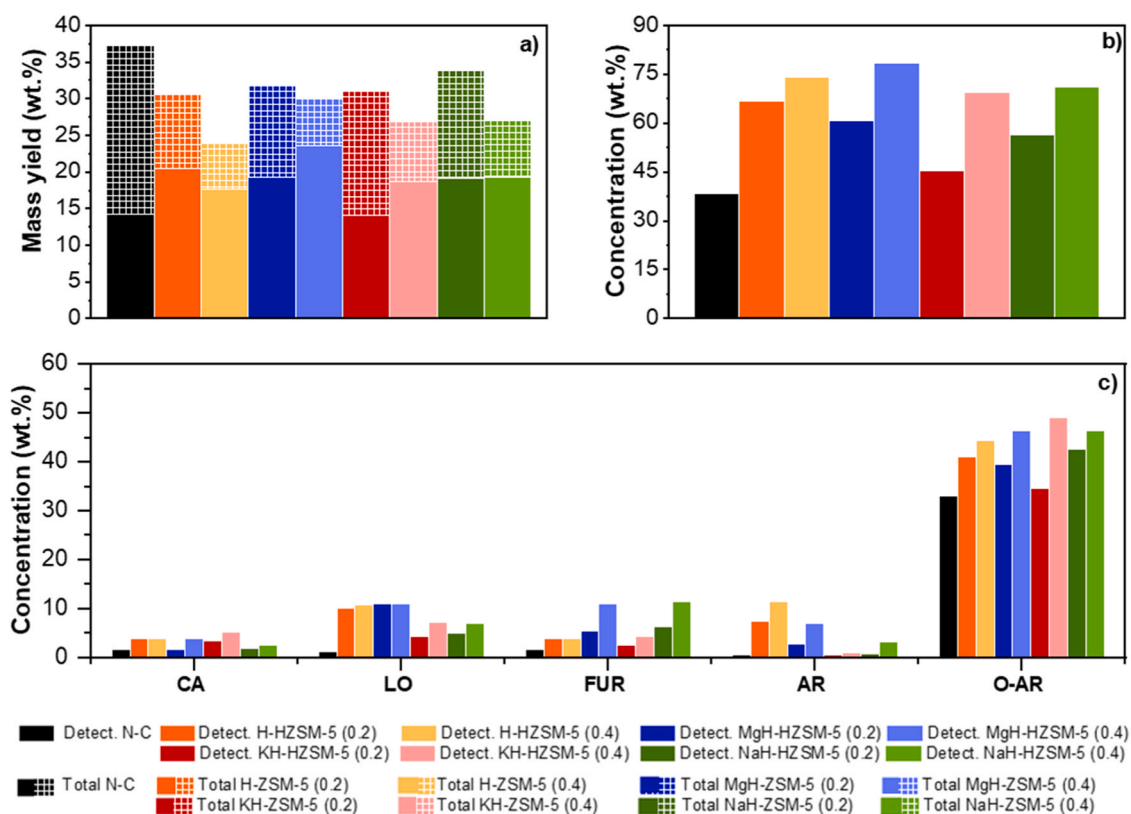 a)
Mass yield (wt.%)
40
35
30
25
20
15
10
5
0
b)
Concentration (wt.%)
90
75
60
45
30
15
0
c)
Concentration (wt.%)
60
50
40
30
20
10
0
CA LO FUR AR O-AR
Detect. N-C Detect. H-HZSM-5 (0.2) Detect. H-HZSM-5 (0.4) Detect. MgH-HZSM-5 (0.2) Detect. MgH-HZSM-5 (0.4)
Detect. KH-HZSM-5 (0.2) Detect. KH-HZSM-5 (0.4) Detect. NaH-HZSM-5 (0.2) Detect. NaH-HZSM-5 (0.4)
Total N-C Total H-ZSM-5 (0.2) Total H-ZSM-5 (0.4) Total MgH-ZSM-5 (0.2) Total MgH-ZSM-5 (0.4)
Total KH-ZSM-5 (0.2) Total KH-ZSM-5 (0.4) Total NaH-ZSM-5 (0.2) Total NaH-ZSM-5 (0.4)